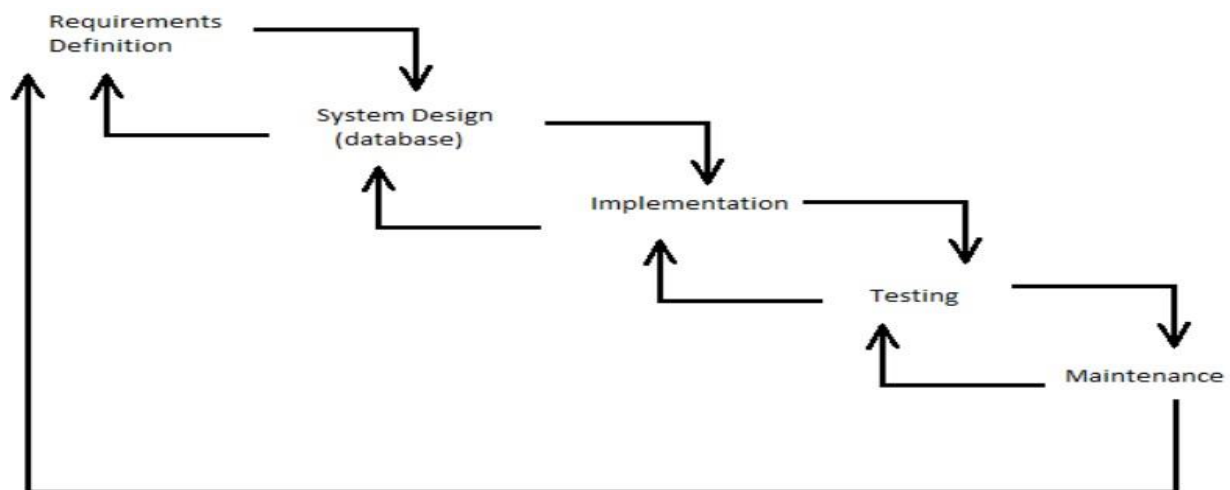 Requirements
Definition
System Design
(database)
Implementation
Testing
Maintenance